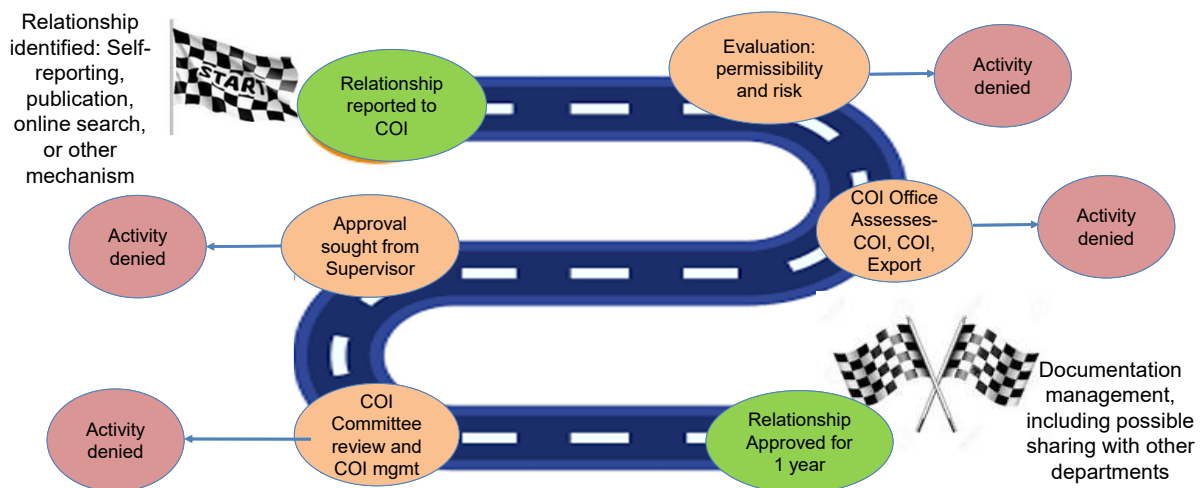 Relationship
identified: Self-
reporting,
publication,
online search,
or other
mechanism
START
Relationship
reported to
COI
Evaluation:
permissibility
and risk
Activity
denied
COI Office
Assesses-
COI, COI,
Export
Activity
denied
Approval
sought from
Supervisor
Activity
denied
COI
Committee
review and
COI mgmt
Activity
denied
Relationship
Approved for
1 year
Documentation
management,
including possible
sharing with other
departments